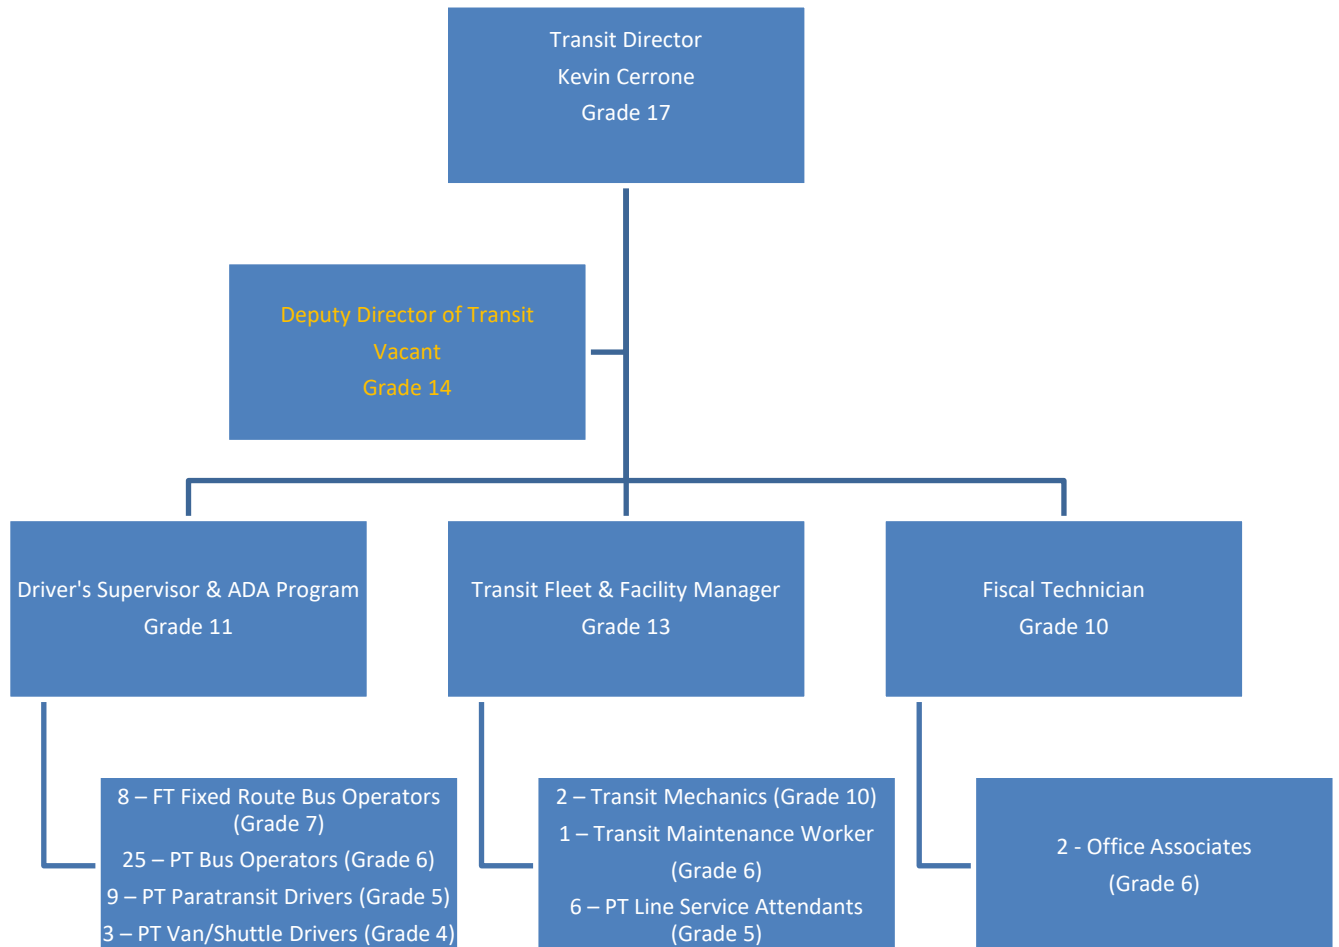 Transit Director
Kevin Cerrone
Grade 17
Deputy Director of Transit
Vacant
Grade 14
Driver's Supervisor & ADA Program
Grade 11
Transit Fleet & Facility Manager
Grade 13
Fiscal Technician
Grade 10
8 – FT Fixed Route Bus Operators
(Grade 7)
25 – PT Bus Operators (Grade 6)
9 – PT Paratransit Drivers (Grade 5)
3 – PT Van/Shuttle Drivers (Grade 4)
2 – Transit Mechanics (Grade 10)
1 – Transit Maintenance Worker
(Grade 6)
6 – PT Line Service Attendants
(Grade 5)
2 - Office Associates
(Grade 6)